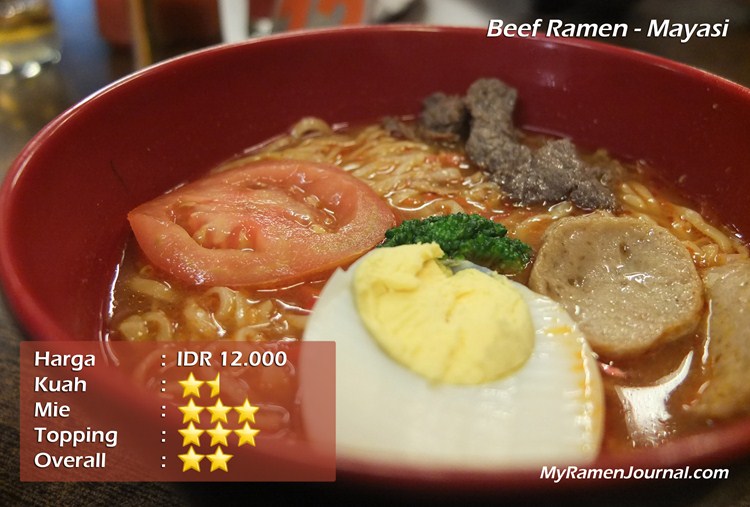 Beef Ramen - Mayasi
Harga : IDR 12.000
Kuah :
Mie :
Topping :
Overall :
MyRamenJournal.com